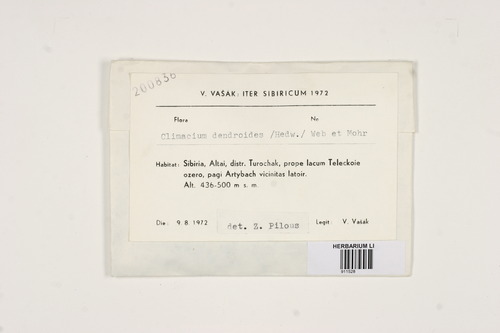 200836
V. VAŠÁK: ITER SIBIRICUM 1972
Flora Nr.
Climacium dendroides /Hedw./ Web et Mohr
Habitat: Sibiria, Altai, distr. Turochak, prope lacum Teleckoie
ozero, pagi Artybach vicinitas latoir.
Alt. 436-500 m s. m.
Die: 9. 8. 1972 det. Z. Pilous Legit: V. Vašák
HERBARIUM LI
011528